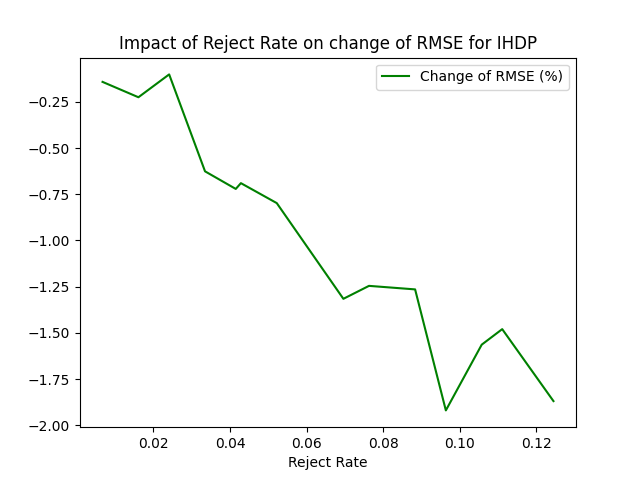 Impact of Reject Rate on change of RMSE for IHDP
Change of RMSE (%)
−0.25
−0.50
−0.75
−1.00
−1.25
−1.50
−1.75
−2.00
0.02 0.04 0.06 0.08 0.10 0.12
Reject Rate